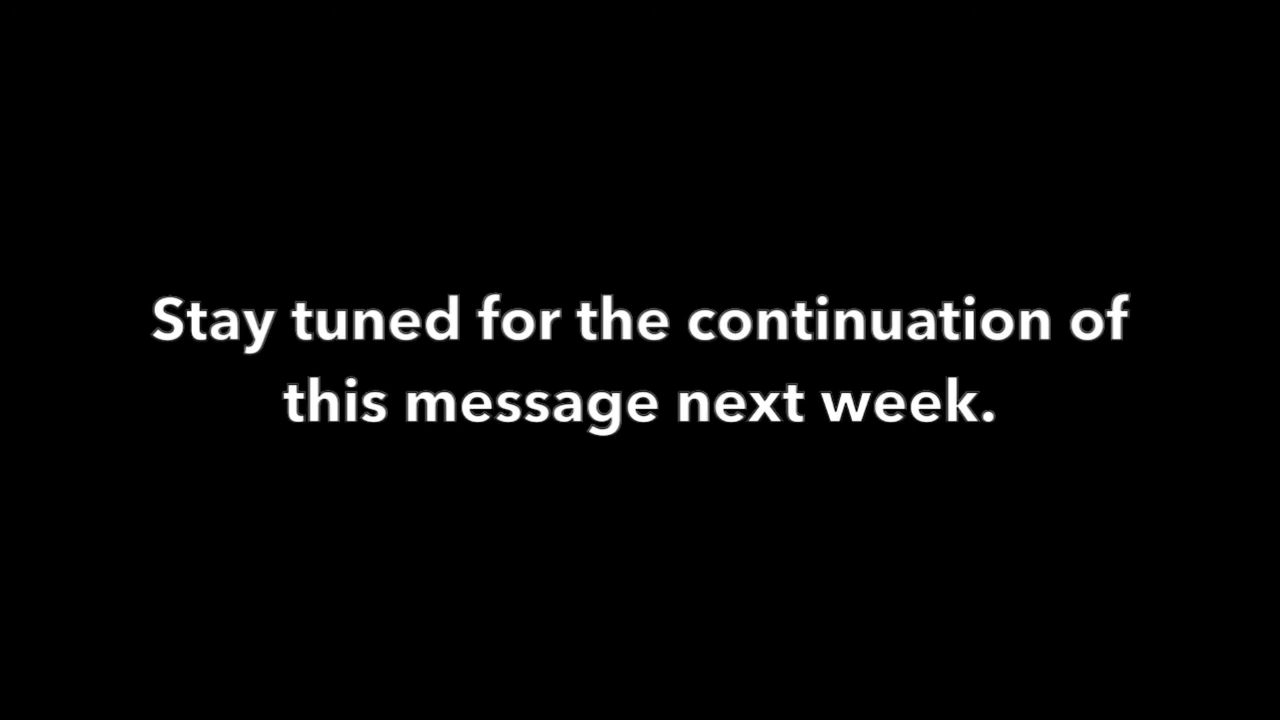 Stay tuned for the continuation of
this message next week.